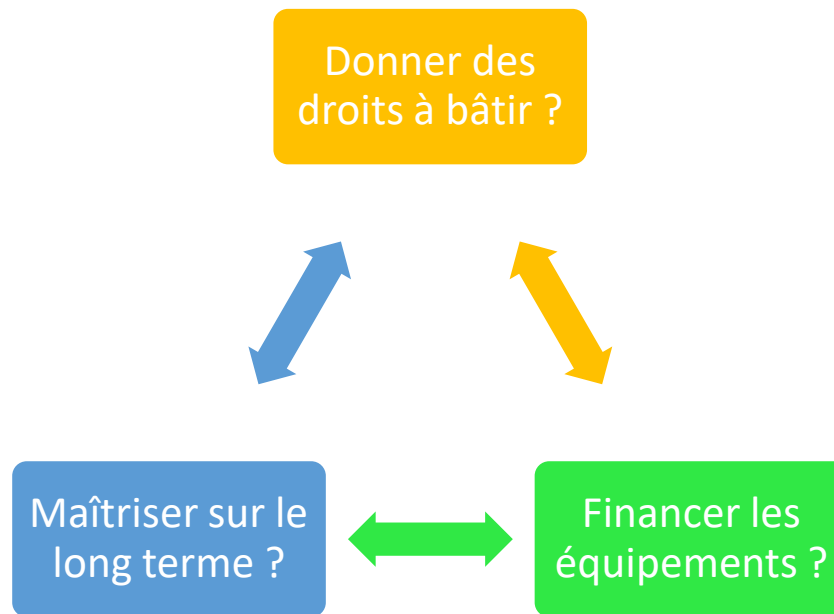 Donner des
droits à bâtir ?
Maîtriser sur le
long terme ?
Financer les
équipements ?